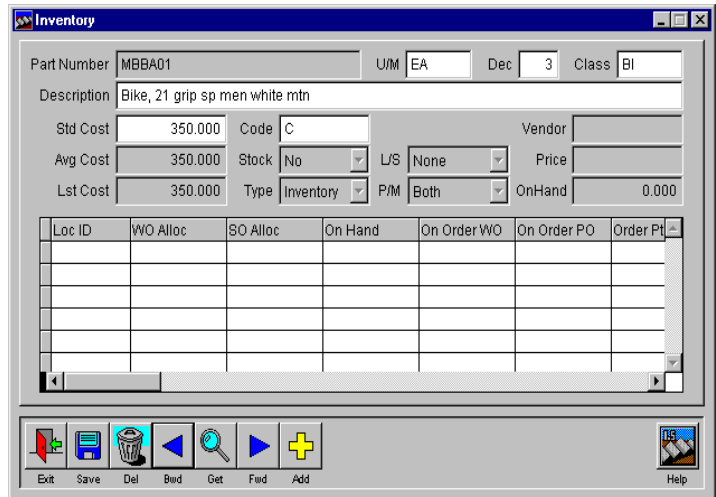 Inventory
Part Number MBBA01 U/M EA Dec 3 Class BI
Description Bike, 21 grip sp men white mtn
Std Cost 350.000 Code C Vendor
Avg Cost 350.000 Stock No L/S None Price
Lst Cost 350.000 Type Inventory P/M Both OnHand 0.000
Loc ID WO Alloc SO Alloc On Hand On Order WO On Order PO Order Pt
Exit Save Del Bwd Get Fwd Add Help